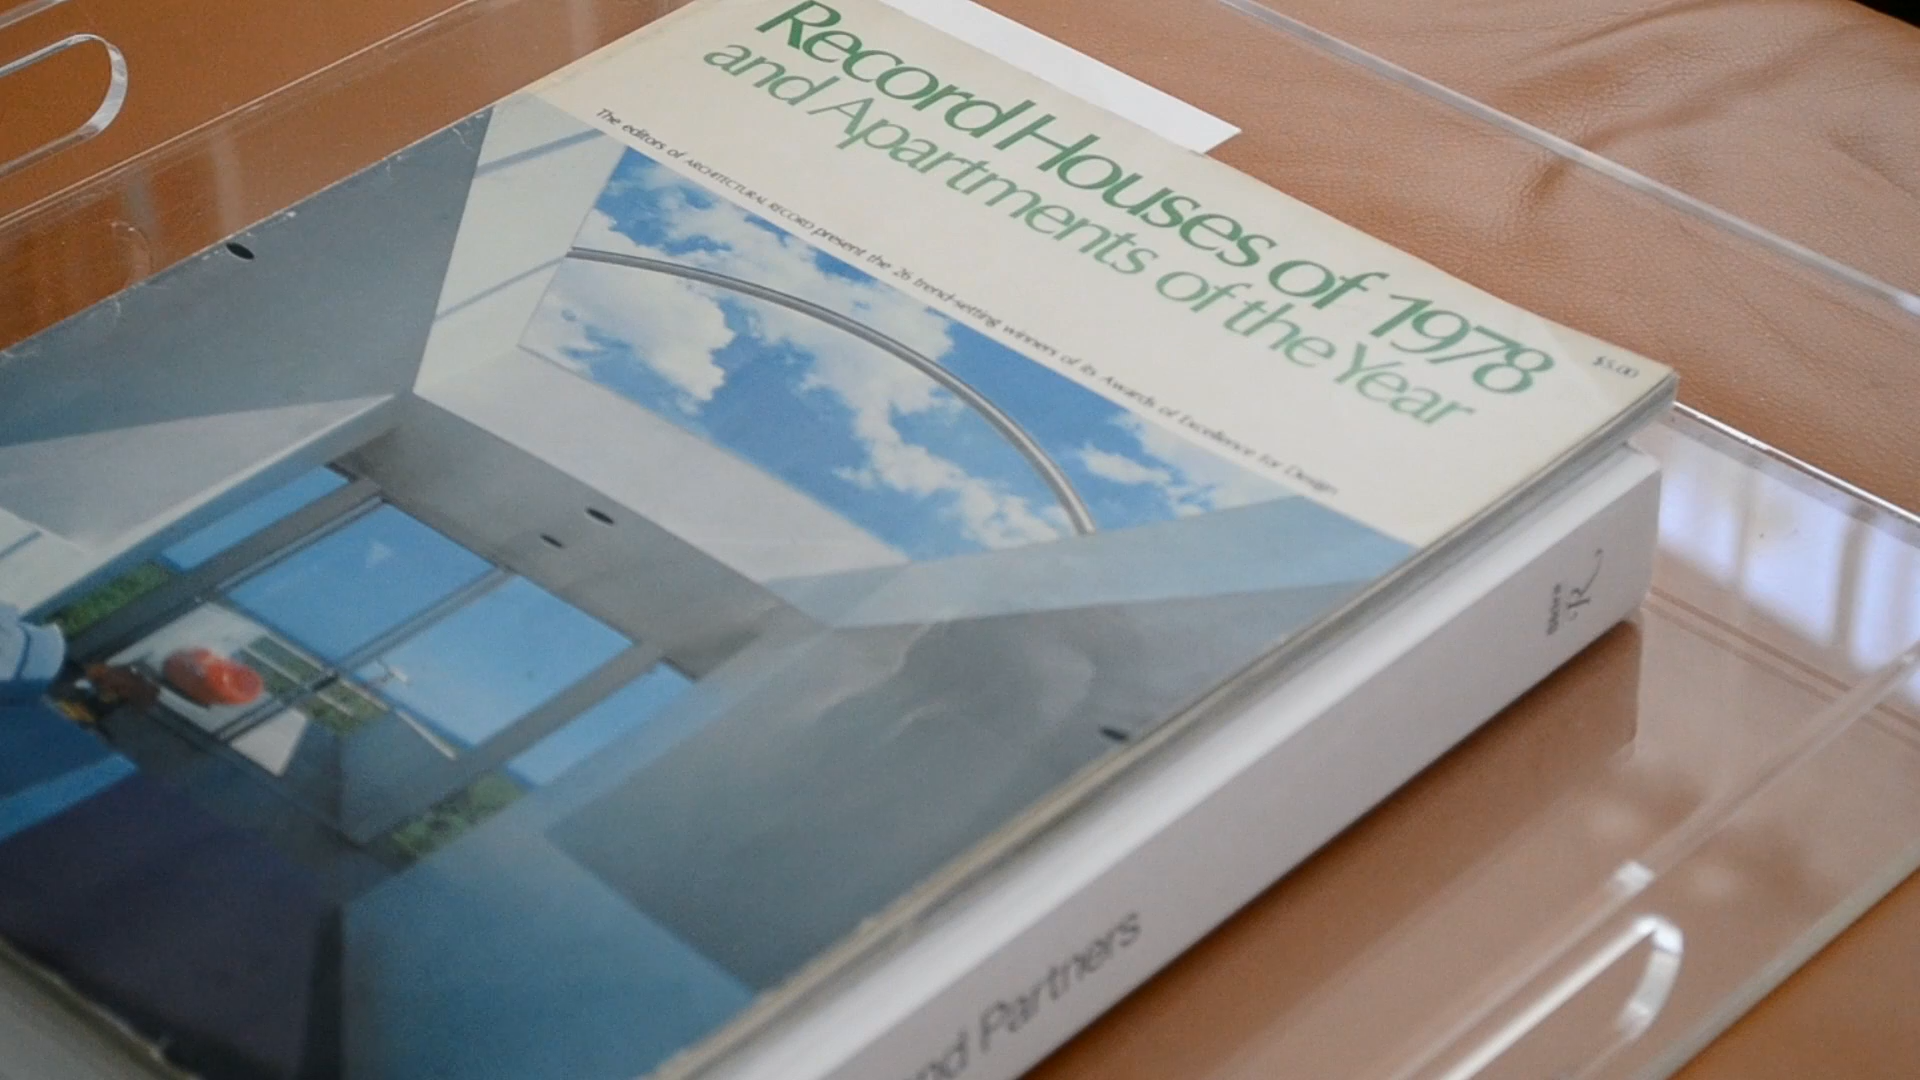 Record Houses of 1978
and Apartments of the Year
$5.00
The editors of ARCHITECTURAL RECORD present the 26 trend-setting winners of its Awards of Excellence for Design
nd Partners
R